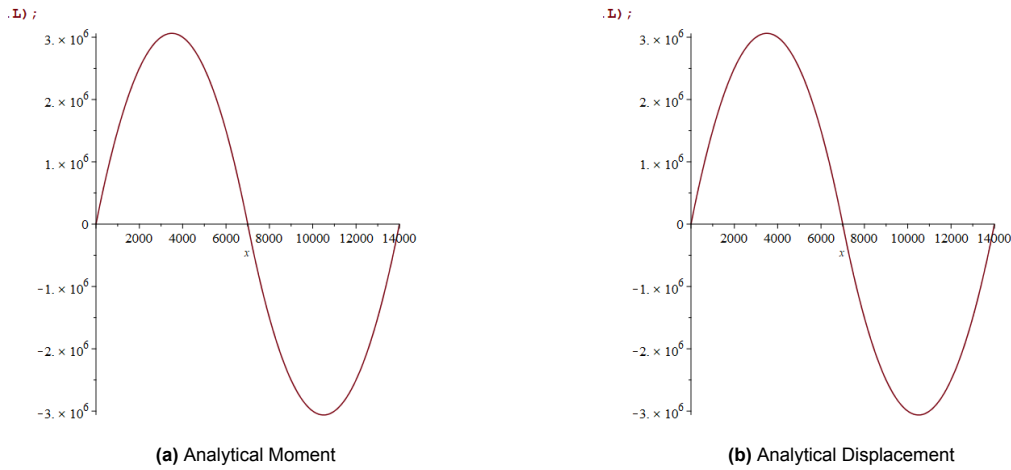 .L);
3. × 10^6
2. × 10^6
1. × 10^6
0
2000 4000 6000 8000 10000 12000 14000
x
-1. × 10^6
-2. × 10^6
-3. × 10^6
(a) Analytical Moment
.L);
3. × 10^6
2. × 10^6
1. × 10^6
0
2000 4000 6000 8000 10000 12000 14000
x
-1. × 10^6
-2. × 10^6
-3. × 10^6
(b) Analytical Displacement